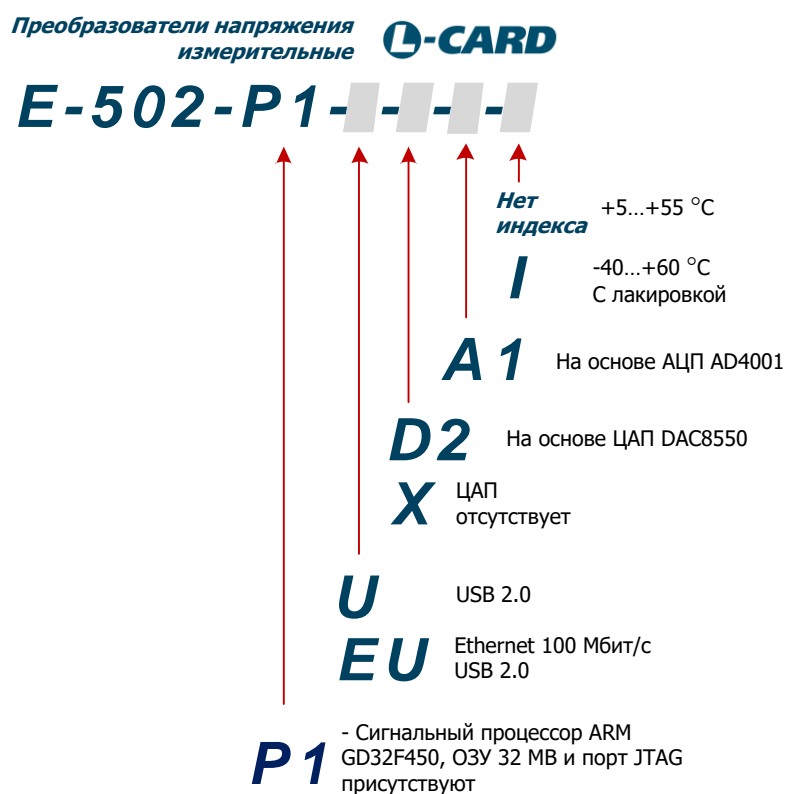 Преобразователи напряжения
измерительные
L-CARD
E-502-P1- - - -
Нет
индекса
+5...+55 °C
I
-40...+60 °C
С лакировкой
A1
На основе АЦП AD4001
D2
На основе ЦАП DAC8550
X
ЦАП
отсутствует
U
USB 2.0
EU
Ethernet 100 Мбит/с
USB 2.0
P1
- Сигнальный процессор ARM
GD32F450, ОЗУ 32 MB и порт JTAG
присутствуют